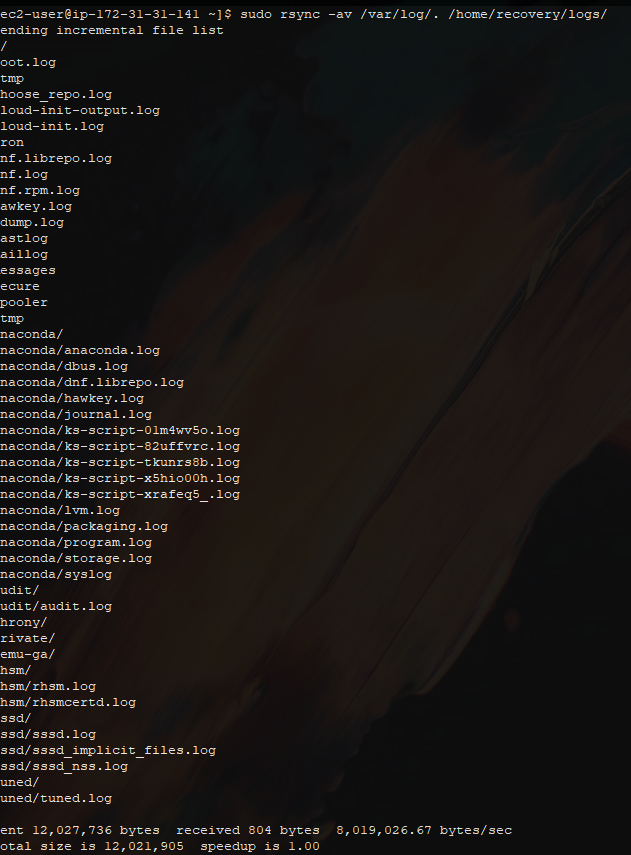 ec2-user@ip-172-31-31-141 ~]$ sudo rsync -av /var/log/. /home/recovery/logs/
ending incremental file list
/
oot.log
tmp
hoose_repo.log
loud-init-output.log
loud-init.log
ron
nf.librepo.log
nf.log
nf.rpm.log
awkey.log
dump.log
astlog
aillog
essages
ecure
pooler
tmp
naconda/
naconda/anaconda.log
naconda/dbus.log
naconda/dnf.librepo.log
naconda/hawkey.log
naconda/journal.log
naconda/ks-script-01m4wv5o.log
naconda/ks-script-82uffvrc.log
naconda/ks-script-tkunrs8b.log
naconda/ks-script-x5hio00h.log
naconda/ks-script-xrafeq5_.log
naconda/lvm.log
naconda/packaging.log
naconda/program.log
naconda/storage.log
naconda/syslog
udit/
udit/audit.log
hrony/
rivate/
emu-ga/
hsm/
hsm/rhsm.log
hsm/rhsmcertd.log
ssd/
ssd/sssd.log
ssd/sssd_implicit_files.log
ssd/sssd_nss.log
uned/
uned/tuned.log
ent 12,027,736 bytes  received 804 bytes  8,019,026.67 bytes/sec
otal size is 12,021,905  speedup is 1.00